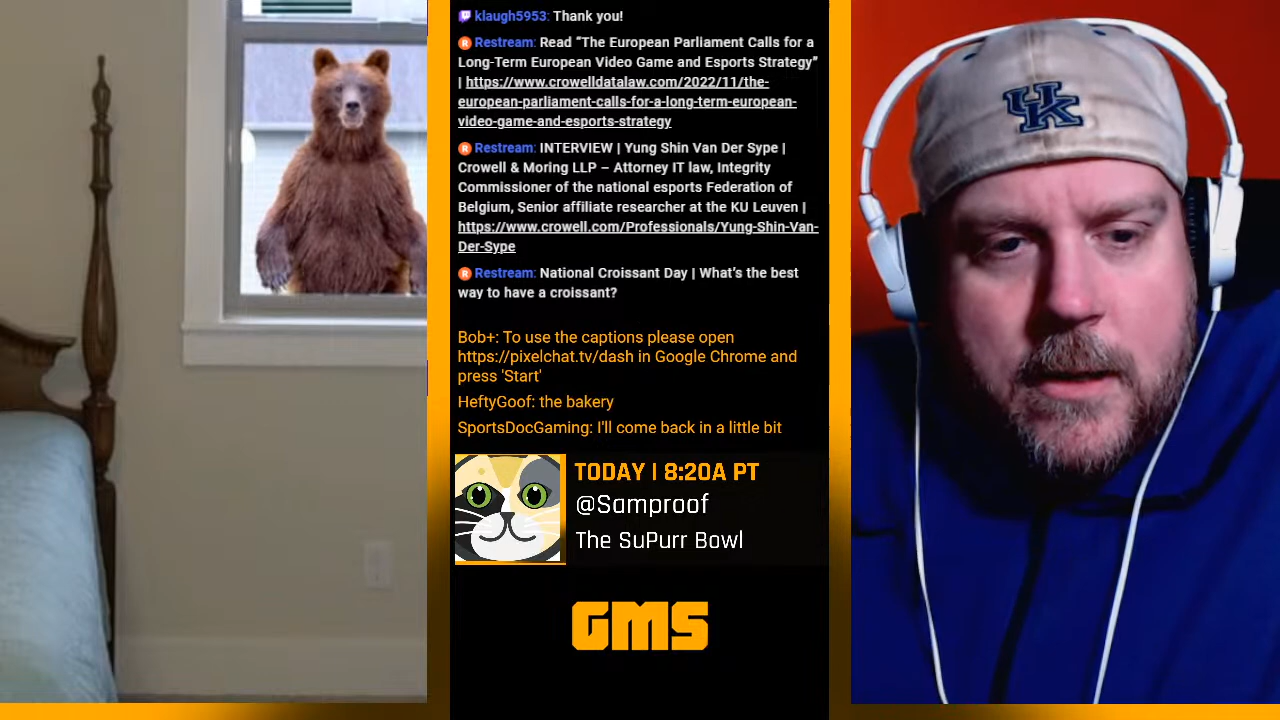 klaugh5953: Thank you!
Restream: Read “The European Parliament Calls for a
Long-Term European Video Game and Esports Strategy”
| https://www.crowelldatalaw.com/2022/11/the-
european-parliament-calls-for-a-long-term-european-
video-game-and-esports-strategy
Restream: INTERVIEW | Yung Shin Van Der Sype |
Crowell & Moring LLP – Attorney IT law, Integrity
Commissioner of the national esports Federation of
Belgium, Senior affiliate researcher at the KU Leuven |
https://www.crowell.com/Professionals/Yung-Shin-Van-
Der-Sype
Restream: National Croissant Day | What’s the best
way to have a croissant?
Bob+: To use the captions please open
https://pixelchat.tv/dash in Google Chrome and
press 'Start'
HeftyGoof: the bakery
SportsDocGaming: I'll come back in a little bit
TODAY | 8:20A PT
@Samproof
The SuPurr Bowl
GMS
UK